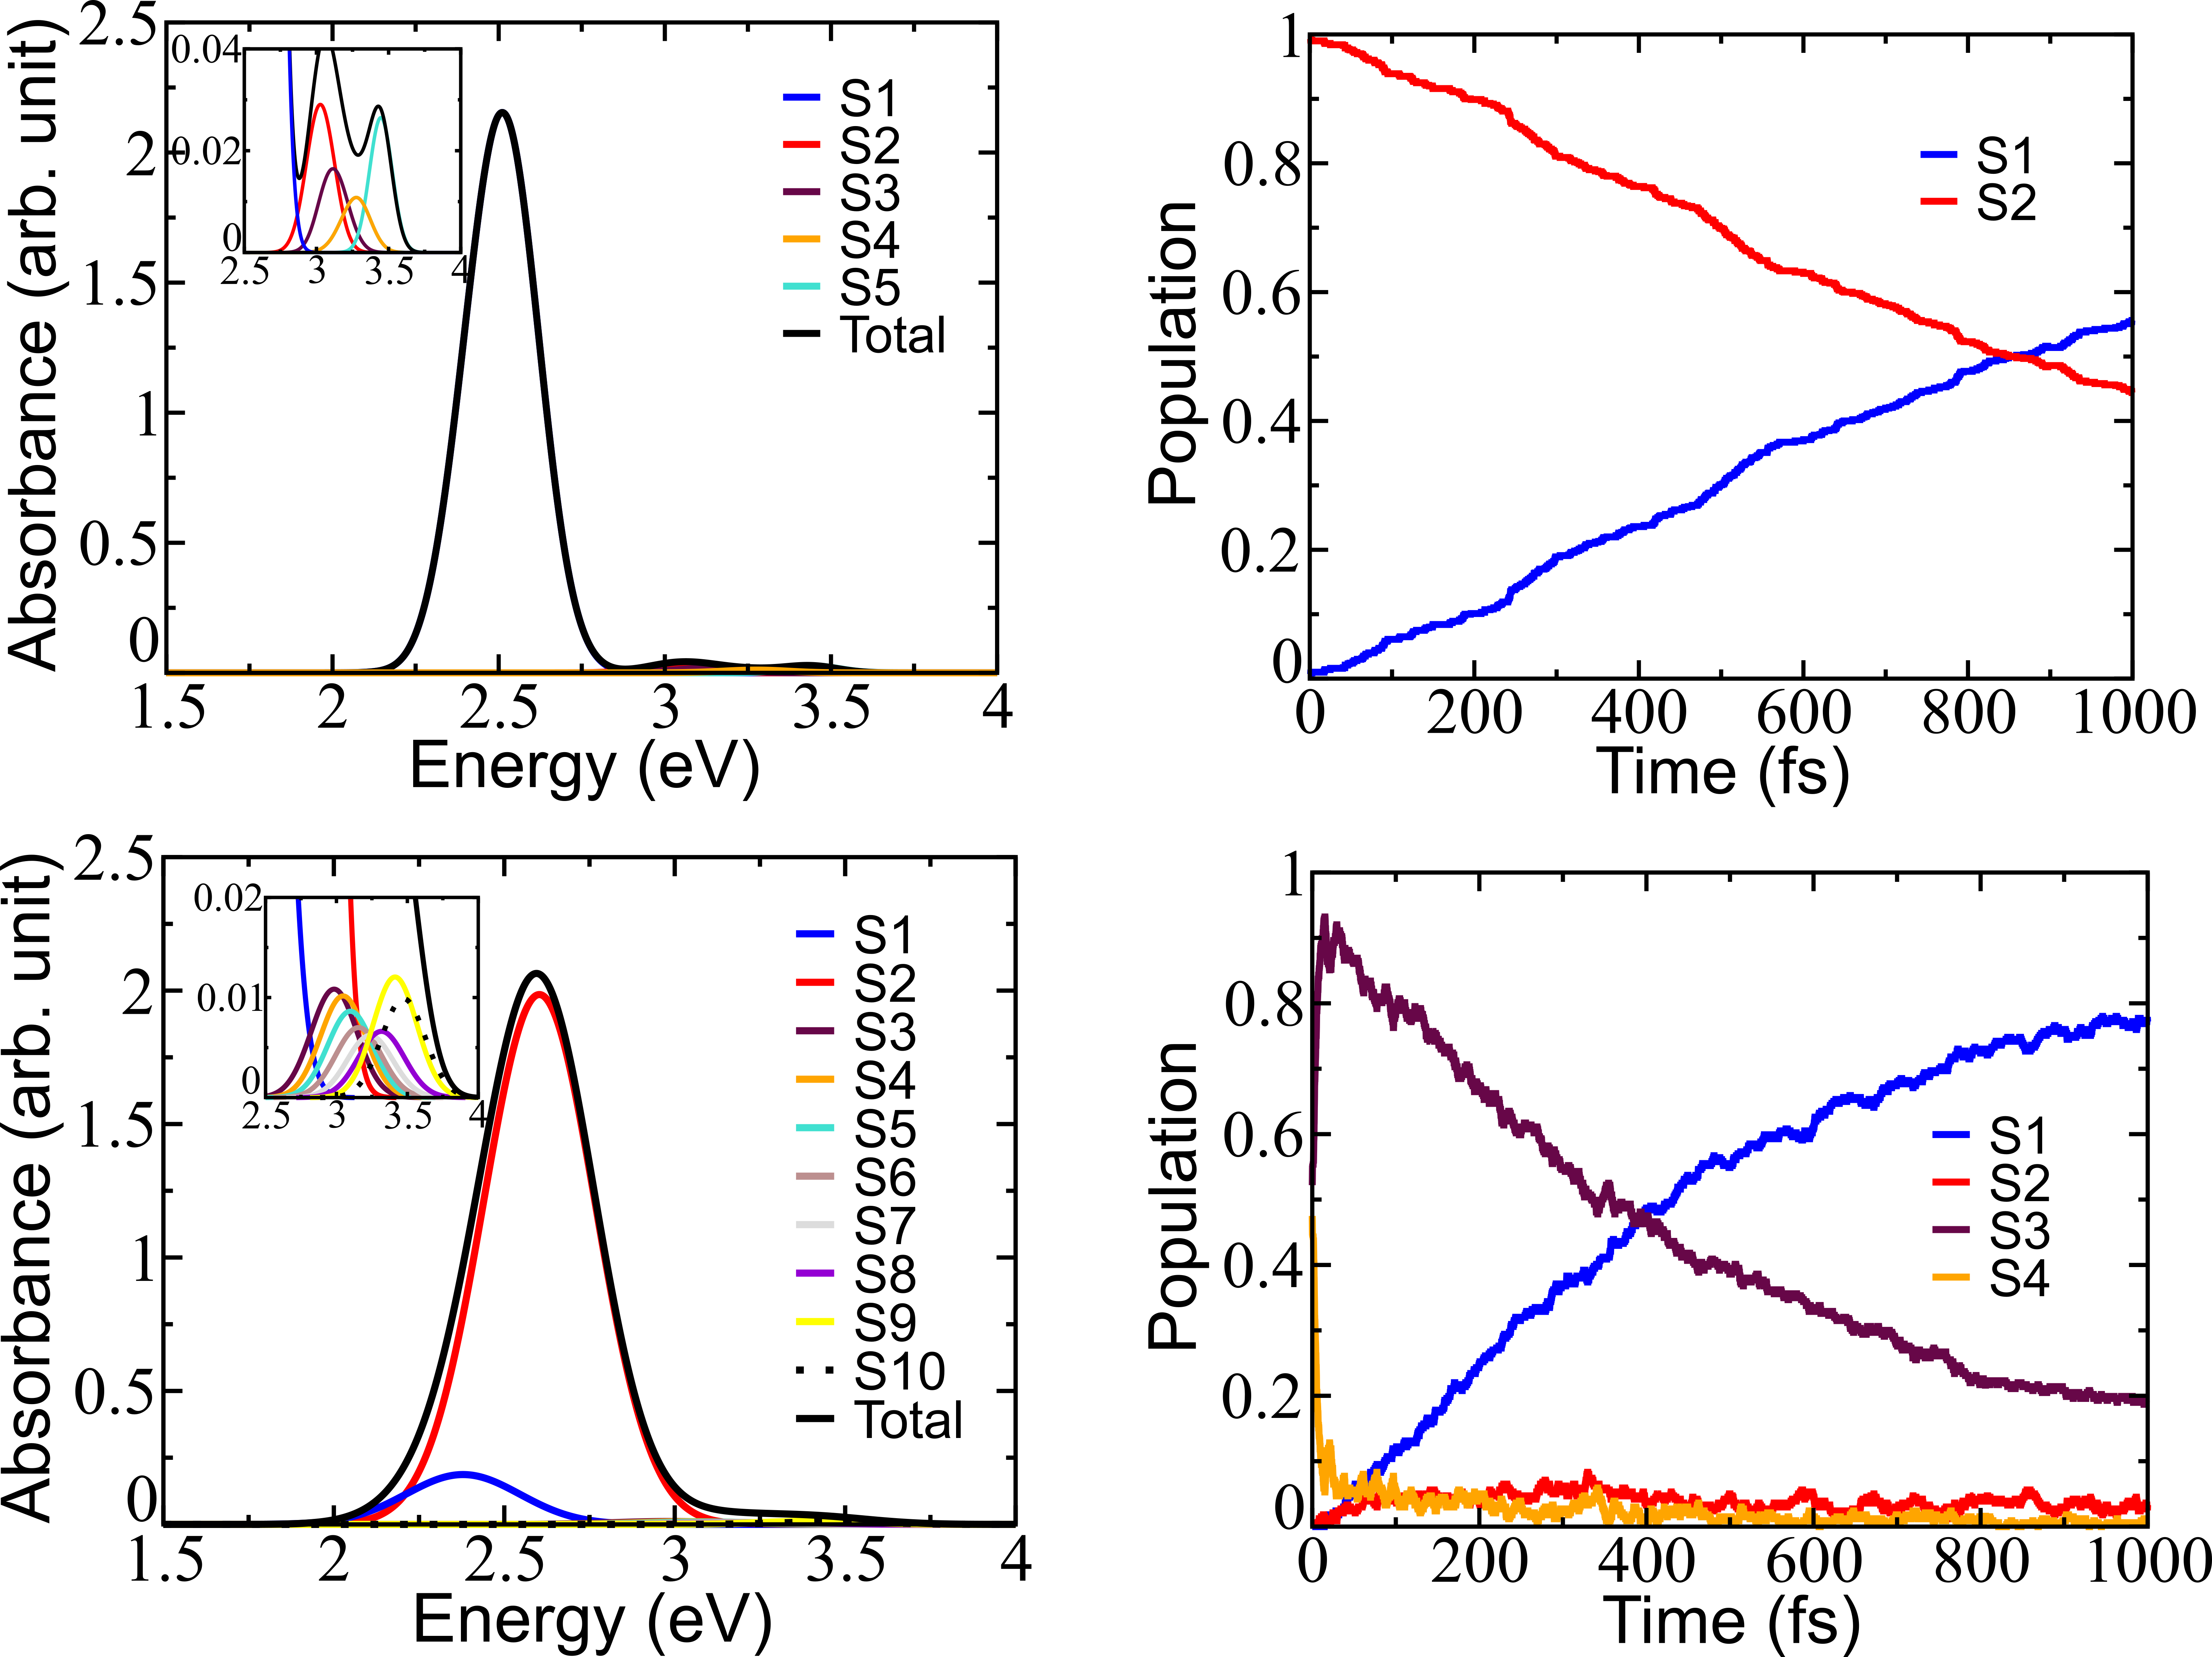 Absorbance (arb. unit)
2.5
2
1.5
1
0.5
0
0.04
0.02
0
2.5 3 3.5 4
S1
S2
S3
S4
S5
Total
1.5 2 2.5 3 3.5 4
Energy (eV)
Population
1
0.8
0.6
0.4
0.2
0
S1
S2
0 200 400 600 800 1000
Time (fs)
Absorbance (arb. unit)
2.5
2
1.5
1
0.5
0
0.02
0.01
0
2.5 3 3.5 4
S1
S2
S3
S4
S5
S6
S7
S8
S9
S10
Total
1.5 2 2.5 3 3.5 4
Energy (eV)
Population
1
0.8
0.6
0.4
0.2
0
S1
S2
S3
S4
0 200 400 600 800 1000
Time (fs)